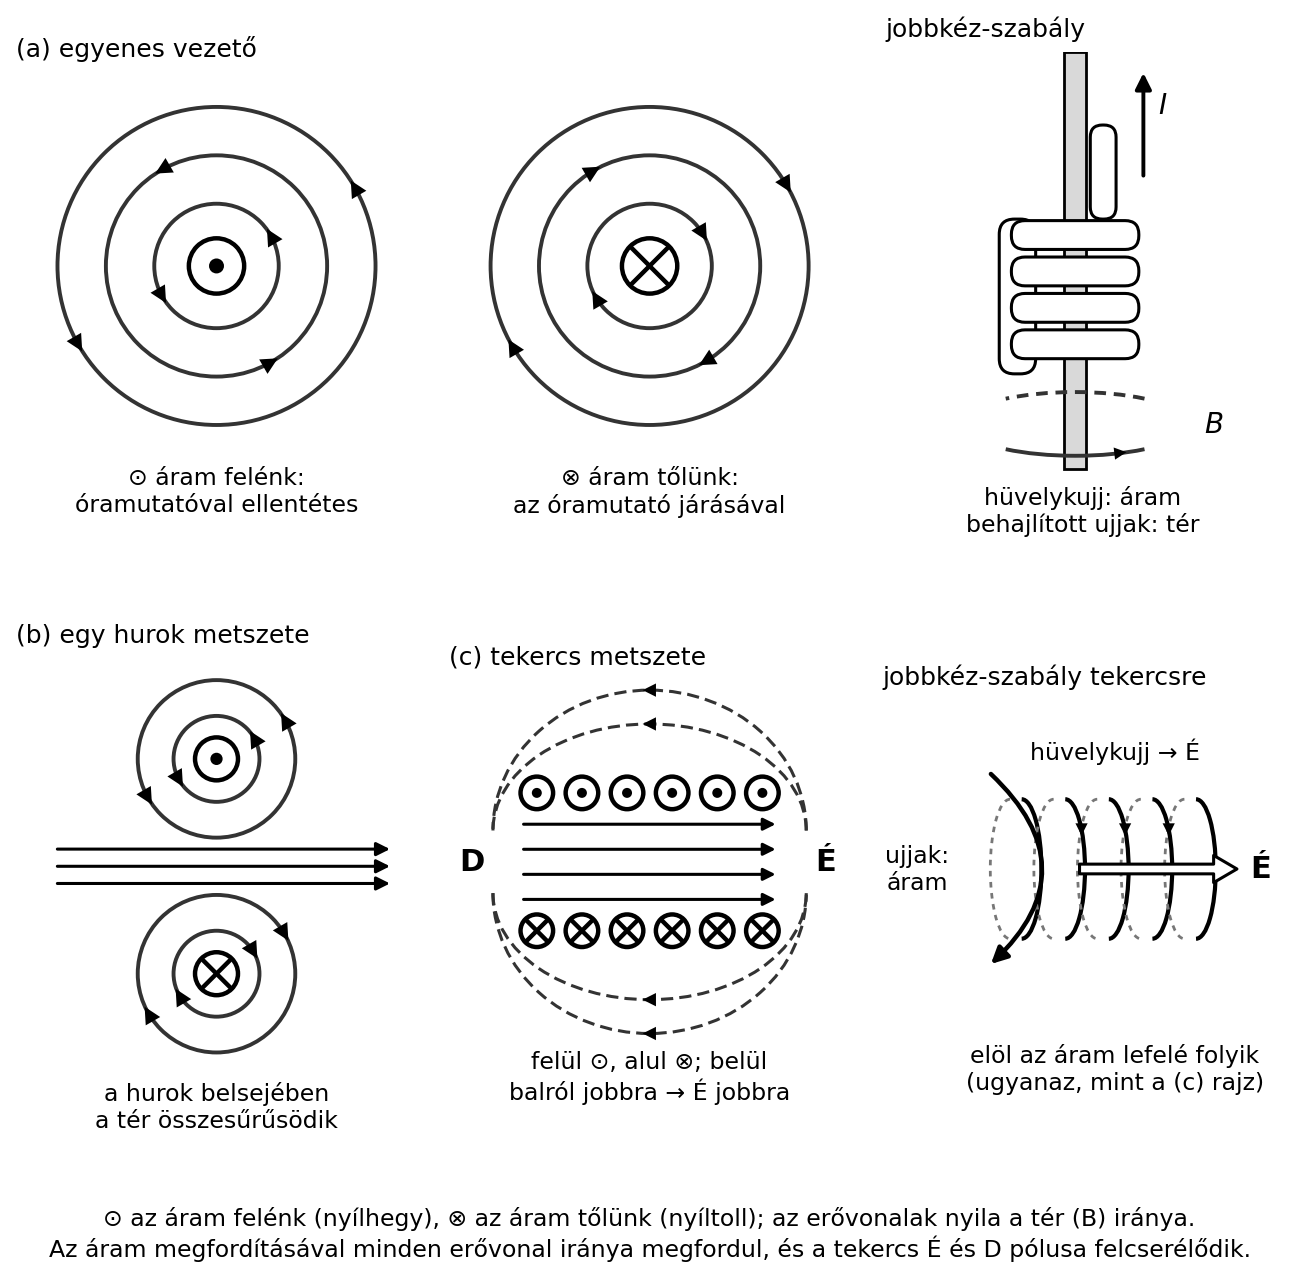 (a) egyenes vezető
jobbkéz-szabály
I
B
⊙ áram felénk:
óramutatóval ellentétes
⊗ áram tőlünk:
az óramutató járásával
hüvelykujj: áram
behajlított ujjak: tér
(b) egy hurok metszete
(c) tekercs metszete
jobbkéz-szabály tekercsre
hüvelykujj → É
D
É
ujjak:
áram
É
a hurok belsejében
a tér összesűrűsödik
felül ⊙, alul ⊗; belül
balról jobbra → É jobbra
elöl az áram lefelé folyik
(ugyanaz, mint a (c) rajz)
⊙ az áram felénk (nyílhegy), ⊗ az áram tőlünk (nyíltoll); az erővonalak nyila a tér (B) iránya.
Az áram megfordításával minden erővonal iránya megfordul, és a tekercs É és D pólusa felcserélődik.